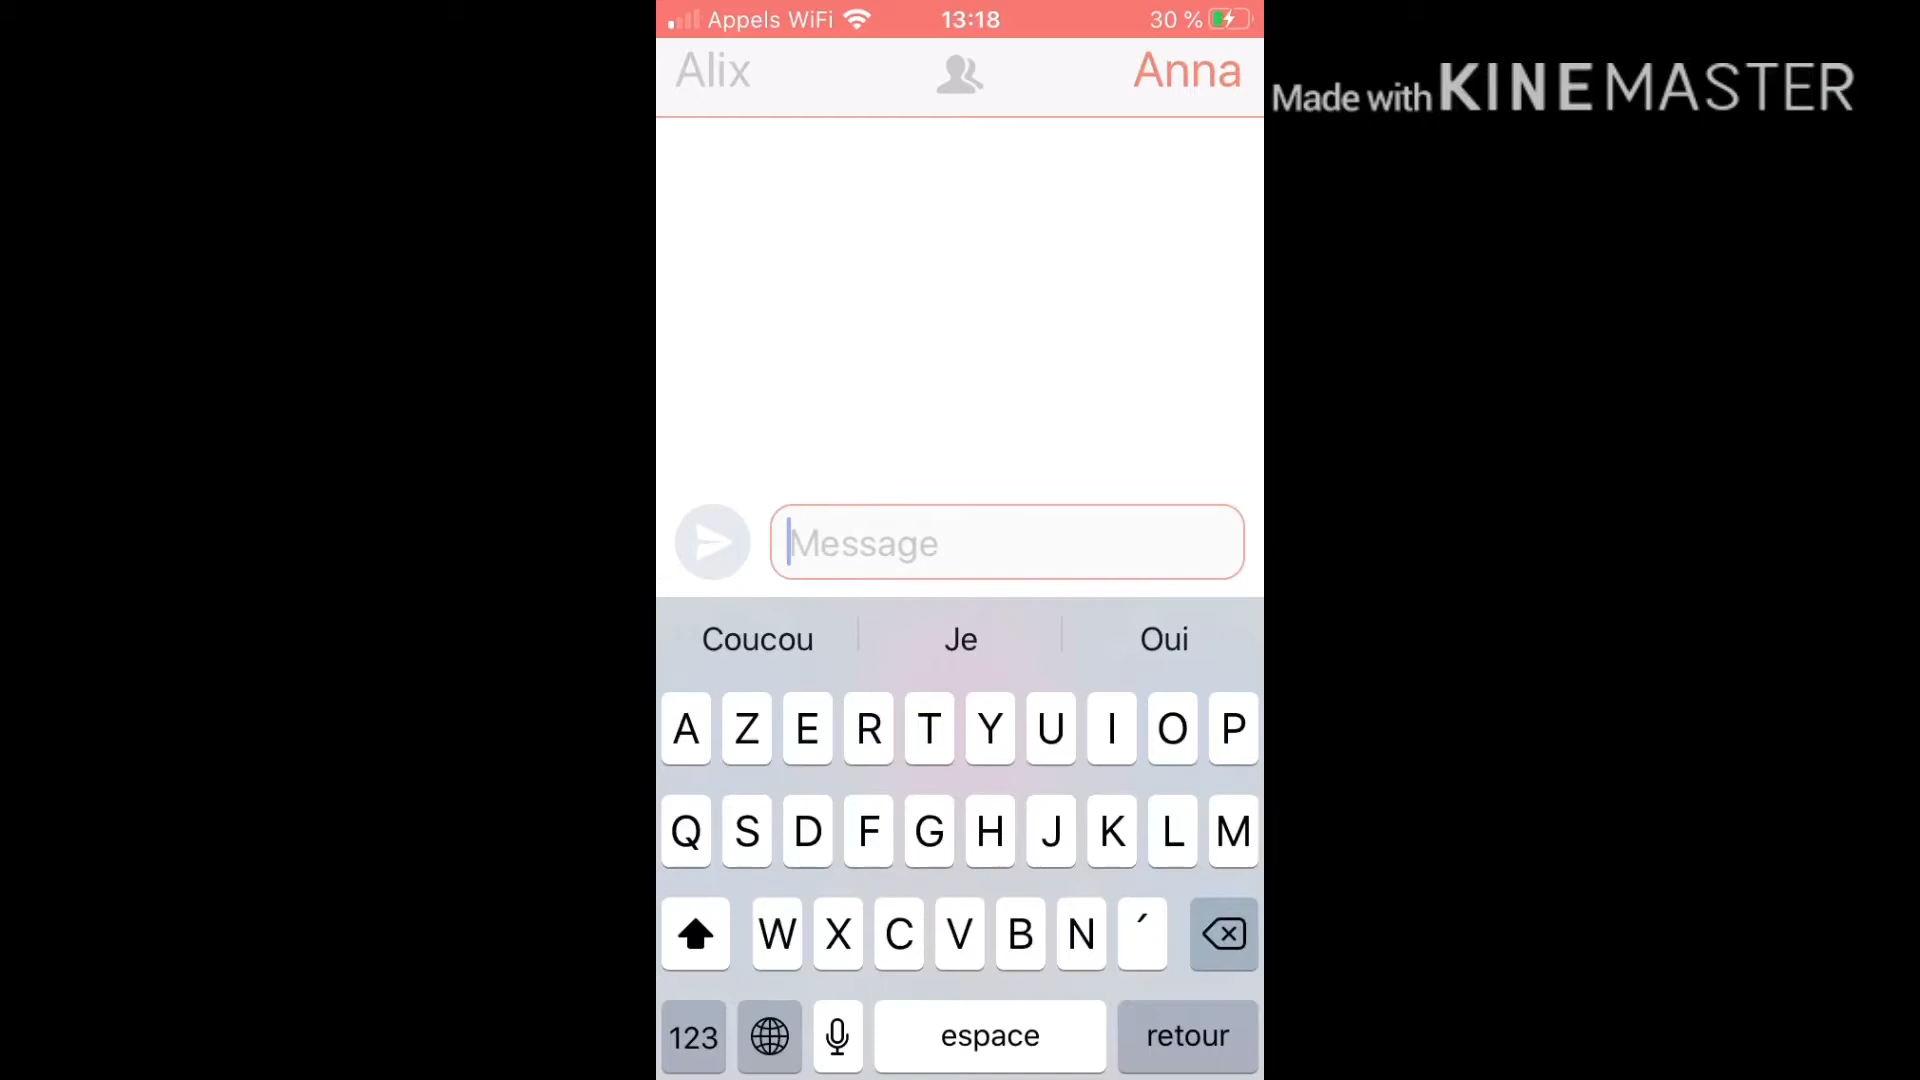 Appels WiFi 13:18 30 %
Alix Anna
Made with KINEMASTER
Message
Coucou Je Oui
A Z E R T Y U I O P
Q S D F G H J K L M
W X C V B N ´
123 espace retour